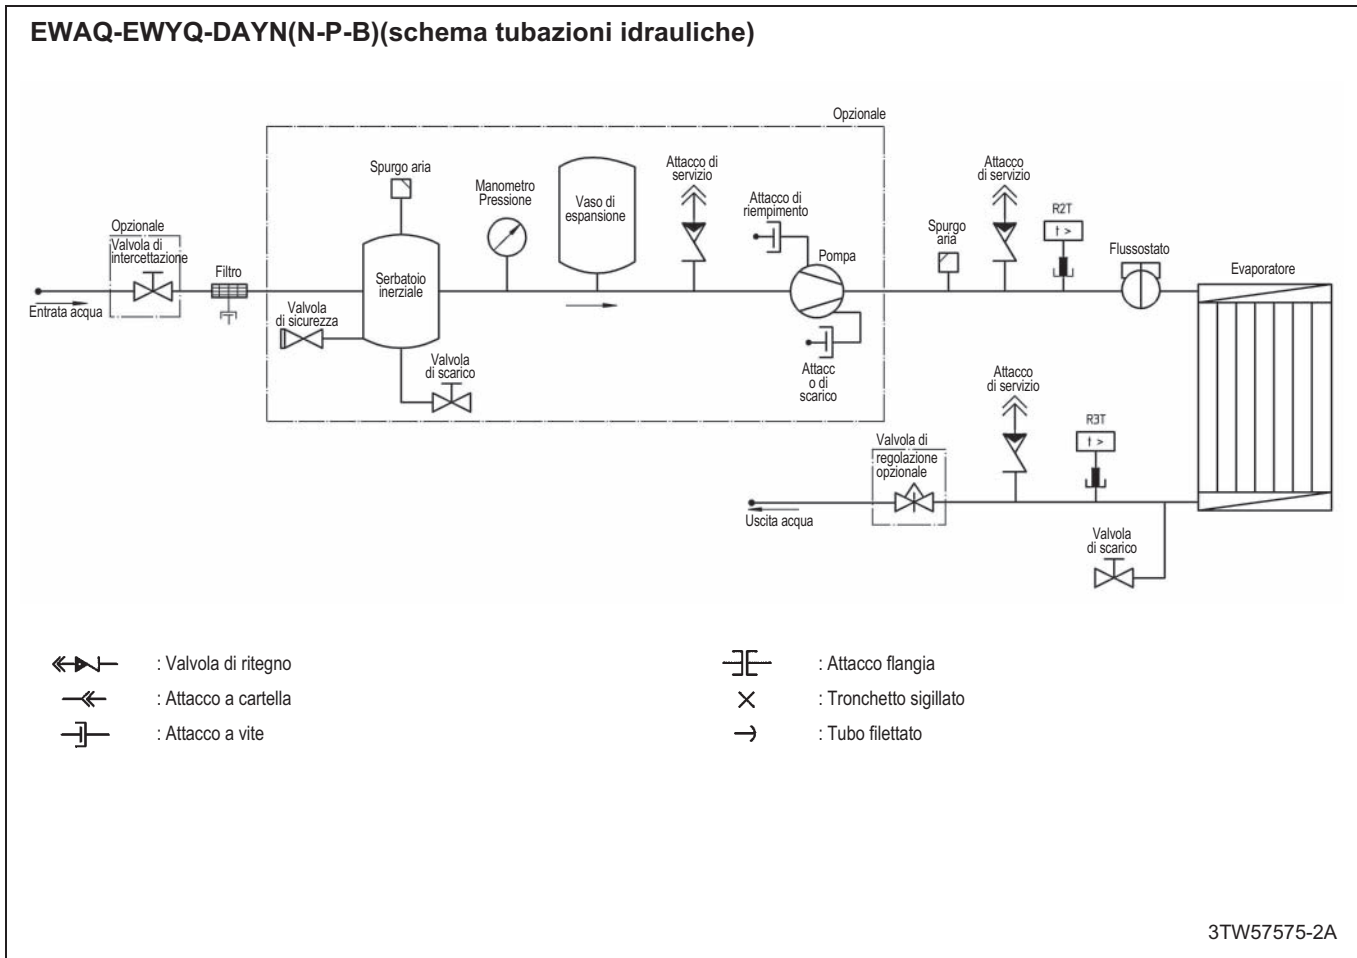 EWAQ-EWYQ-DAYN(N-P-B)(schema tubazioni idrauliche)
Opzionale
Spurgo aria
Manometro
Pressione
Vaso di
espansione
Attacco di
servizio
Attacco di
riempimento
Pompa
Attacco
di servizio
Spurgo
aria
R2T
t >
Flussostato
Evaporatore
Opzionale
Valvola di
intercettazione
Filtro
Entrata acqua
Serbatoio
inerziale
Valvola
di sicurezza
Valvola
di scarico
Attacc
o di
scarico
Attacco
di servizio
R3T
t >
Valvola di
regolazione
opzionale
Uscita acqua
Valvola
di scarico
: Valvola di ritegno
: Attacco a cartella
: Attacco a vite
: Attacco flangia
: Tronchetto sigillato
: Tubo filettato
3TW57575-2A